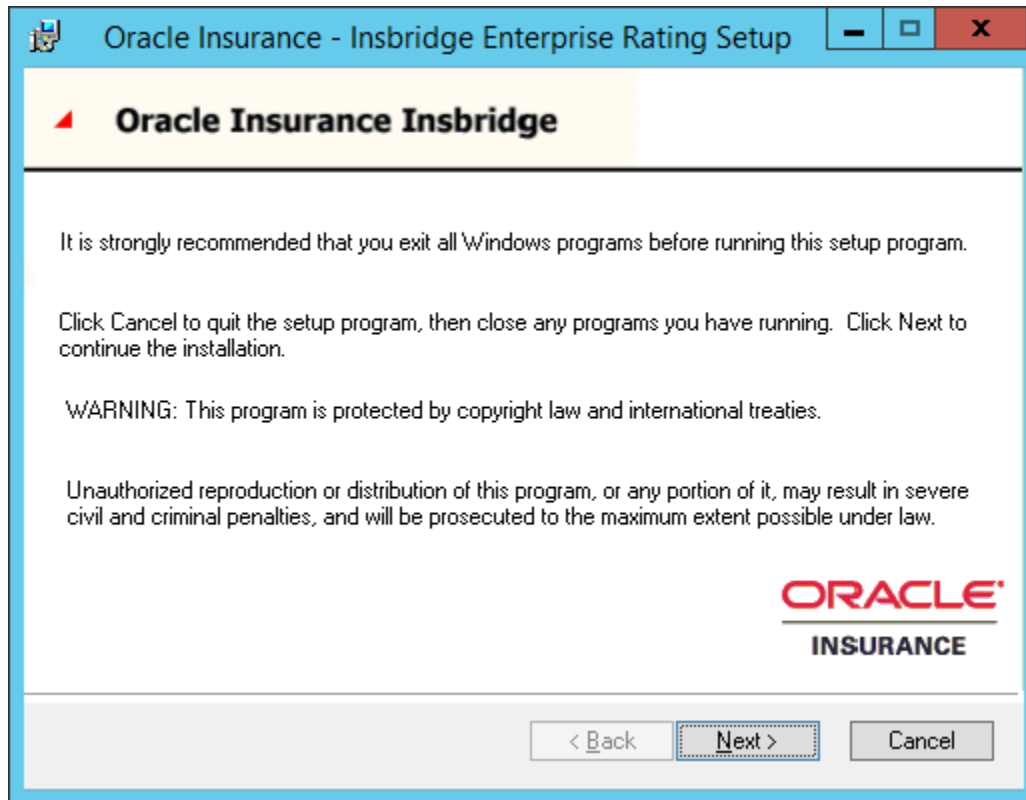 Oracle Insurance - Insbridge Enterprise Rating Setup
Oracle Insurance Insbridge
It is strongly recommended that you exit all Windows programs before running this setup program.
Click Cancel to quit the setup program, then close any programs you have running.  Click Next to
continue the installation.
WARNING: This program is protected by copyright law and international treaties.
Unauthorized reproduction or distribution of this program, or any portion of it, may result in severe
civil and criminal penalties, and will be prosecuted to the maximum extent possible under law.
ORACLE
INSURANCE
< Back
Next >
Cancel